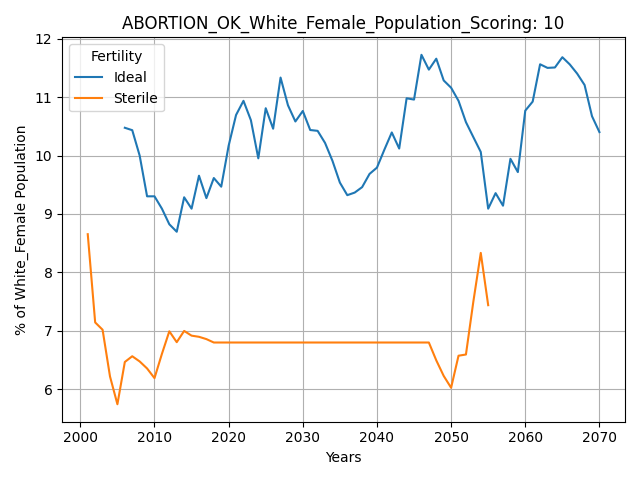 ABORTION_OK_White_Female_Population_Scoring: 10
Fertility
Ideal
Sterile
% of White_Female Population
12
11
10
9
8
7
6
2000 2010 2020 2030 2040 2050 2060 2070
Years